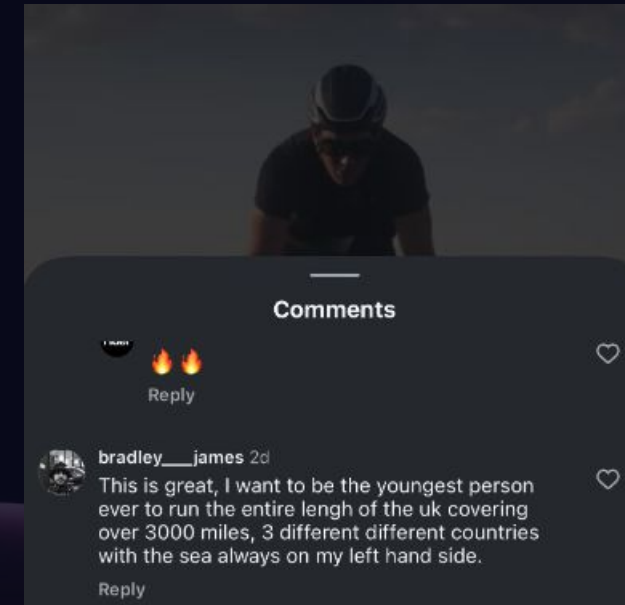 Comments
🔥🔥
Reply
bradley___james 2d
This is great, I want to be the youngest person
ever to run the entire lengh of the uk covering
over 3000 miles, 3 different different countries
with the sea always on my left hand side.
Reply